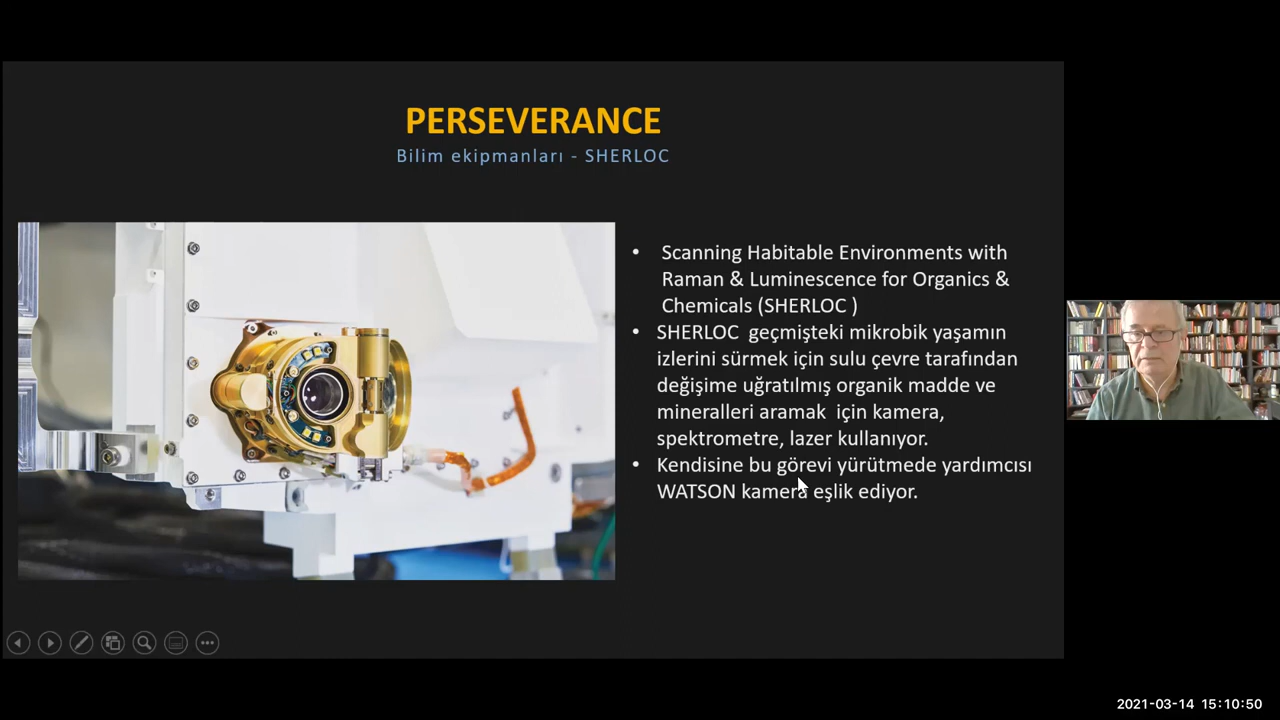 PERSEVERANCE
Bilim ekipmanları - SHERLOC
• Scanning Habitable Environments with
Raman & Luminescence for Organics &
Chemicals (SHERLOC )
• SHERLOC geçmişteki mikrobik yaşamın
izlerini sürmek için sulu çevre tarafından
değişime uğratılmış organik madde ve
mineralleri aramak için kamera,
spektrometre, lazer kullanıyor.
• Kendisine bu görevi yürütmede yardımcısı
WATSON kamera eşlik ediyor.
2021-03-14 15:10:50